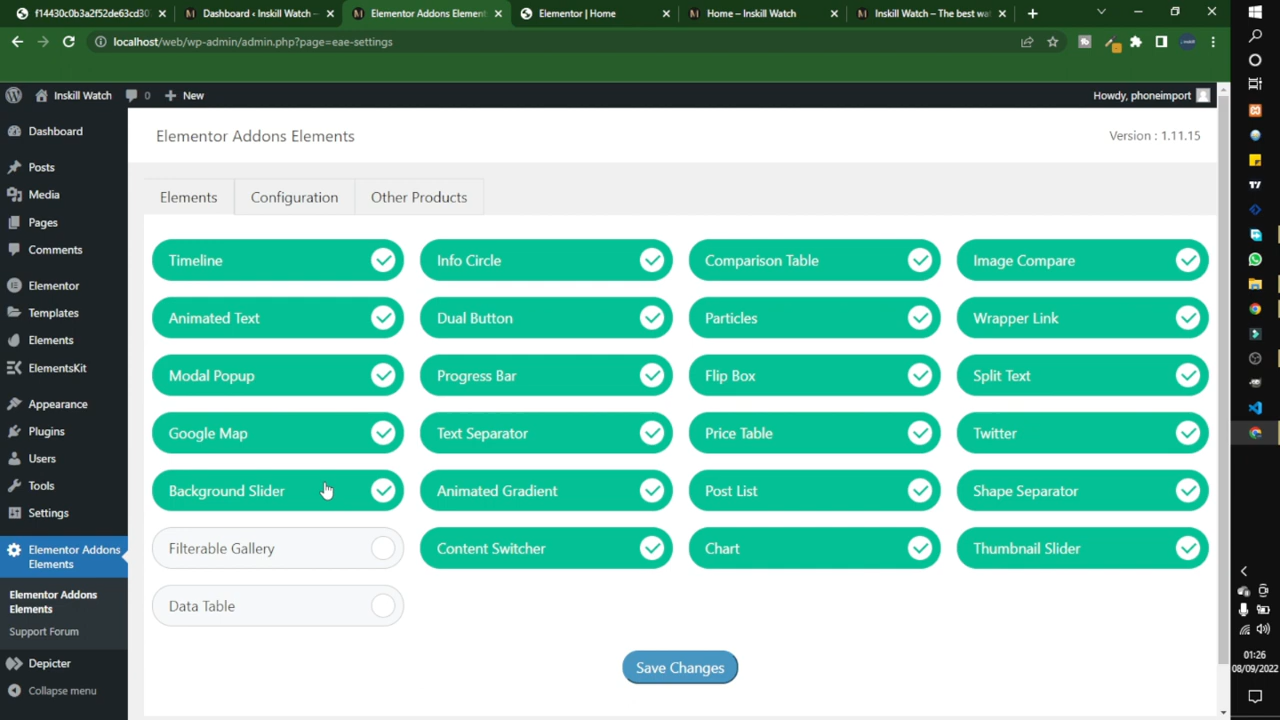 f14430c0b3a2f52de63cd30
Dashboard ‹ Inskill Watch –
Elementor Addons Element
Elementor | Home
Home – Inskill Watch
Inskill Watch – The best wat
localhost/web/wp-admin/admin.php?page=eae-settings
Inskill Watch
0
New
Howdy, phoneimport
Dashboard
Posts
Media
Pages
Comments
Elementor
Templates
Elements
ElementsKit
Appearance
Plugins
Users
Tools
Settings
Elementor Addons
Elements
Elementor Addons
Elements
Support Forum
Depicter
Collapse menu
Elementor Addons Elements
Version : 1.11.15
Elements
Configuration
Other Products
Timeline
Info Circle
Comparison Table
Image Compare
Animated Text
Dual Button
Particles
Wrapper Link
Modal Popup
Progress Bar
Flip Box
Split Text
Google Map
Text Separator
Price Table
Twitter
Background Slider
Animated Gradient
Post List
Shape Separator
Filterable Gallery
Content Switcher
Chart
Thumbnail Slider
Data Table
Save Changes
01:26
08/09/2022